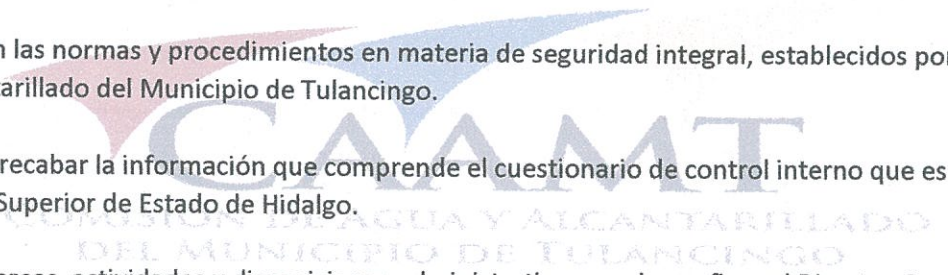 las normas y procedimientos en materia de seguridad integral, establecidos por
arillado del Municipio de Tulancingo.
CAAMT
recabar la información que comprende el cuestionario de control interno que es
Superior de Estado de Hidalgo.
COMISIÓN DE AGUA Y ALCANTARILLADO
DEL MUNICIPIO DE TULANCINGO